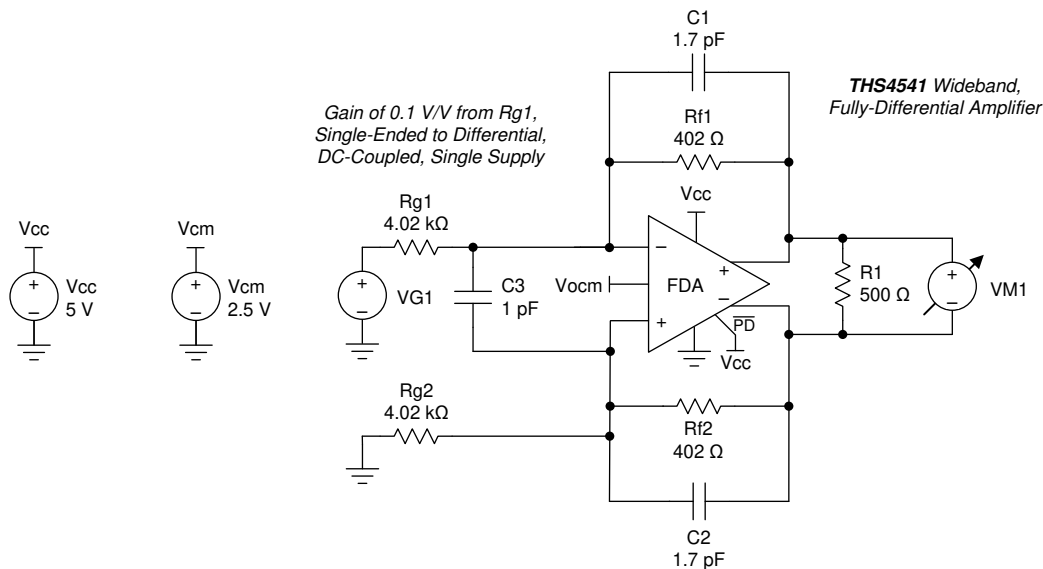 C1
1.7 pF
THS4541 Wideband,
Fully-Differential Amplifier
Gain of 0.1 V/V from Rg1,
Single-Ended to Differential,
DC-Coupled, Single Supply
Rf1
402 Ω
Vcc
Rg1
4.02 kΩ
Vcc
Vcm
+
−
Vcc
5 V
+
−
Vcm
2.5 V
+
−
VG1
C3
1 pF
Vocm
−
+
FDA
+
−
PD
Vcc
R1
500 Ω
+
−
VM1
Rg2
4.02 kΩ
Rf2
402 Ω
C2
1.7 pF